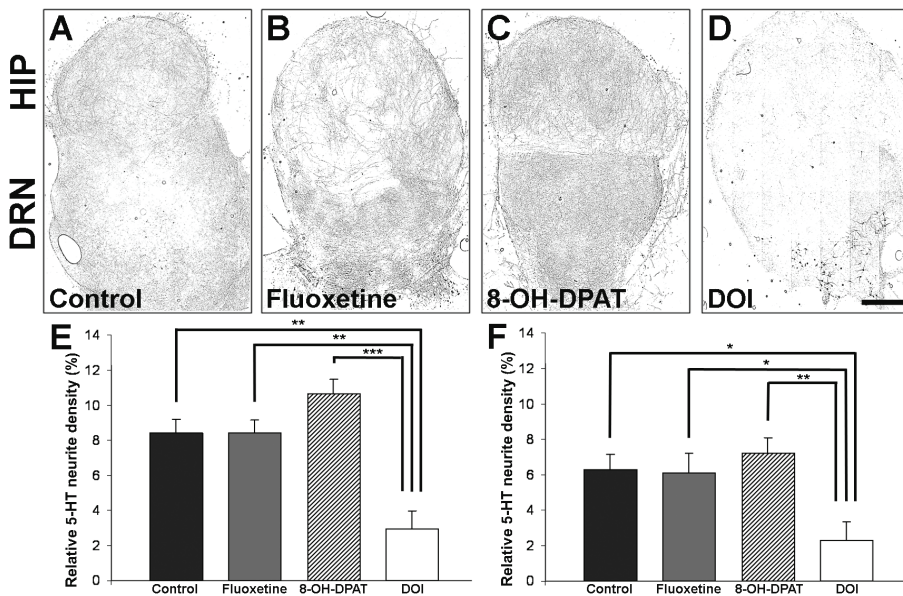 A
B
C
D
HIP
DRN
Control
Fluoxetine
8-OH-DPAT
DOI
E
Relative 5-HT neurite density (%)
14
12
10
8
6
4
2
0
**
**
***
Control
Fluoxetine
8-OH-DPAT
DOI
F
Relative 5-HT neurite density (%)
14
12
10
8
6
4
2
0
*
*
**
Control
Fluoxetine
8-OH-DPAT
DOI